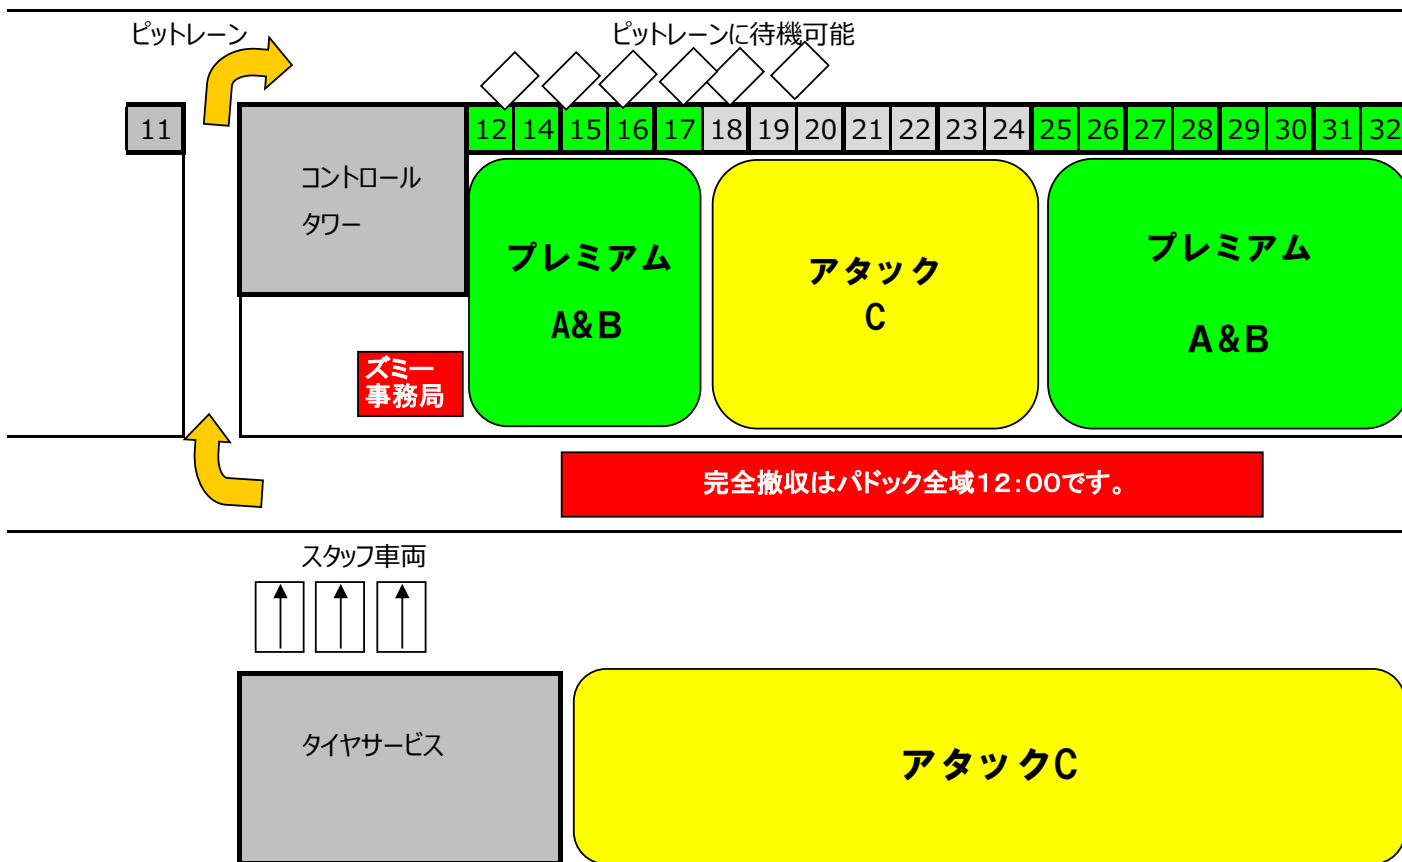 ピットレーン
ピットレーンに待機可能
11
12 14 15 16 17 18 19 20 21 22 23 24 25 26 27 28 29 30 31 32
コントロール
タワー
プレミアム
A&B
アタック
C
プレミアム
A&B
ズミー
事務局
完全撤収はパドック全域12:00です。
スタッフ車両
タイヤサービス
アタックC